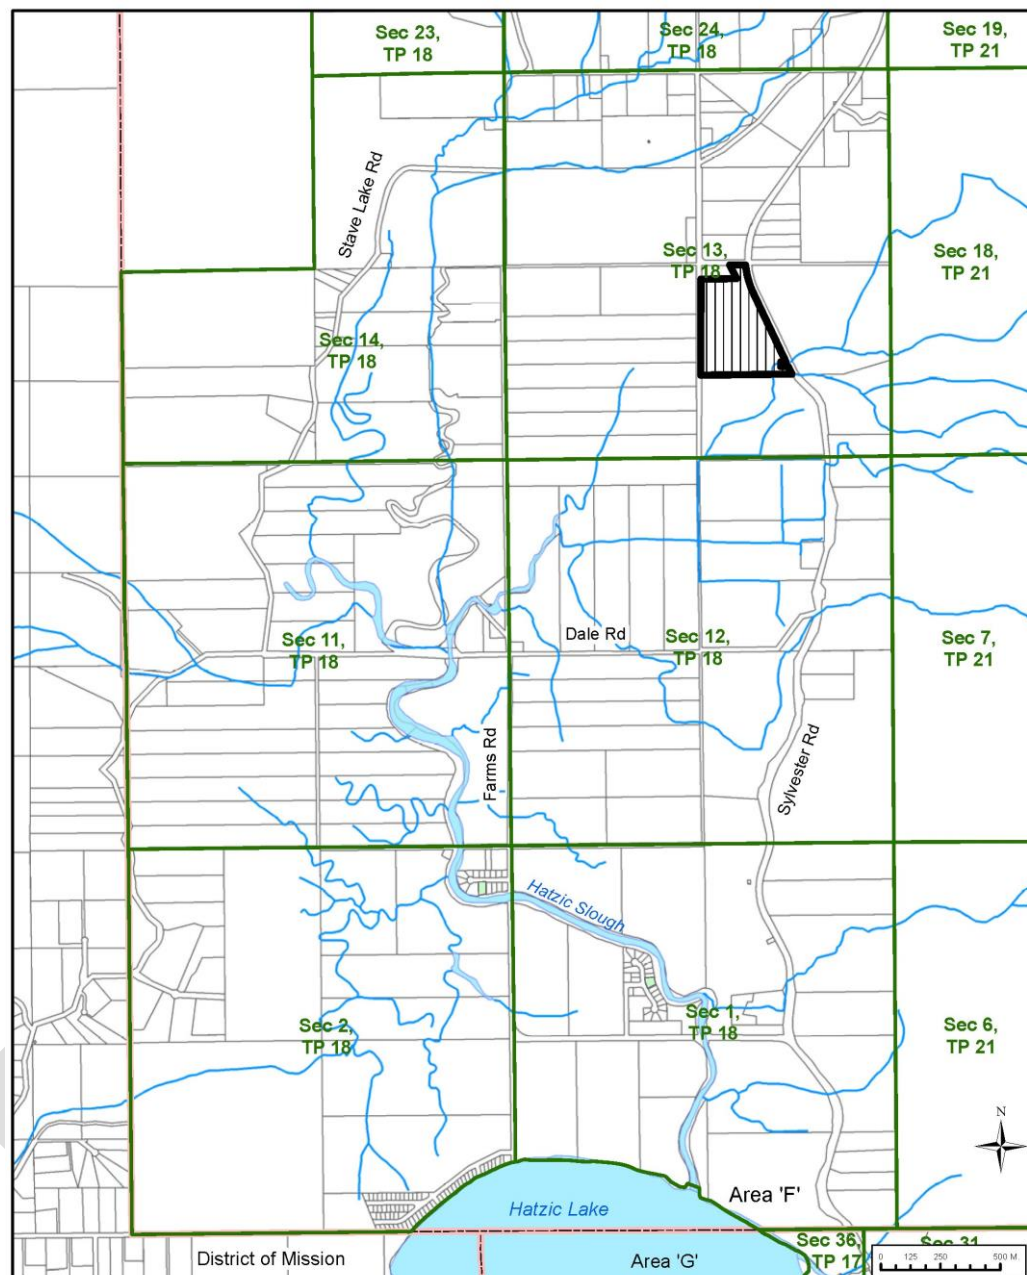 Sec 23,
TP 18
Sec 24,
TP 18
Sec 19,
TP 21
Stave Lake Rd
Sec 13,
TP 18
Sec 18,
TP 21
Sec 14,
TP 18
Dale Rd
Sec 11,
TP 18
Sec 12,
TP 18
Sec 7,
TP 21
Farms Rd
Sylvester Rd
Hatzic Slough
Sec 2,
TP 18
Sec 1,
TP 18
Sec 6,
TP 21
N
Area 'F'
Hatzic Lake
District of Mission
Area 'G'
Sec 36,
TP 17
Sec 31
0 125 250 500 M